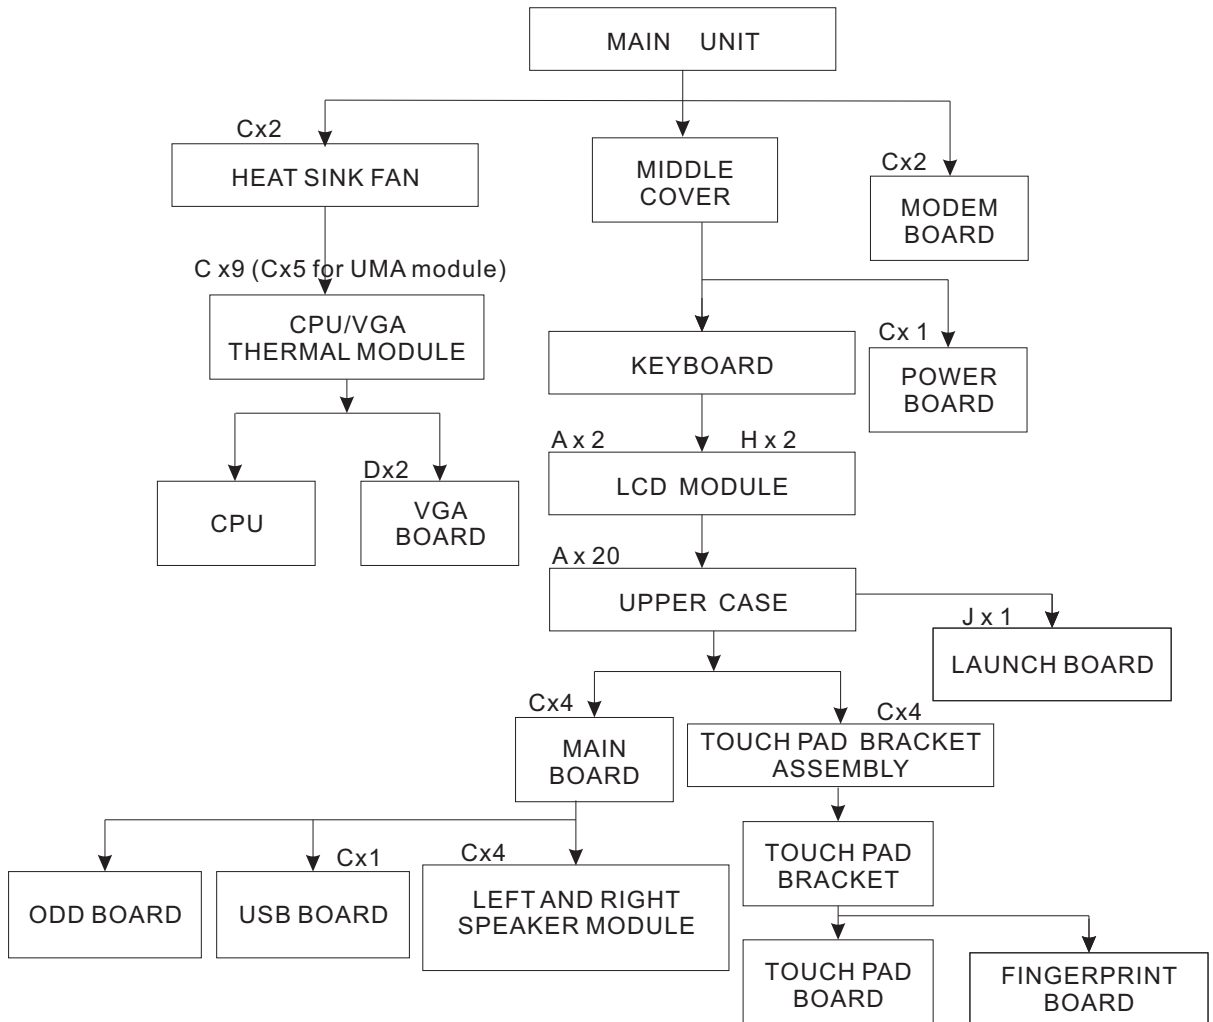 MAIN UNIT
Cx2
HEAT SINK FAN
MIDDLE
COVER
Cx2
MODEM
BOARD
C x9 (Cx5 for UMA module)
CPU/VGA
THERMAL MODULE
KEYBOARD
Cx 1
POWER
BOARD
A x 2
H x 2
LCD MODULE
CPU
Dx2
VGA
BOARD
A x 20
UPPER CASE
J x 1
LAUNCH BOARD
Cx4
MAIN
BOARD
Cx4
TOUCH PAD BRACKET
ASSEMBLY
ODD BOARD
Cx1
USB BOARD
Cx4
LEFT AND RIGHT
SPEAKER MODULE
TOUCH PAD
BRACKET
TOUCH PAD
BOARD
FINGERPRINT
BOARD